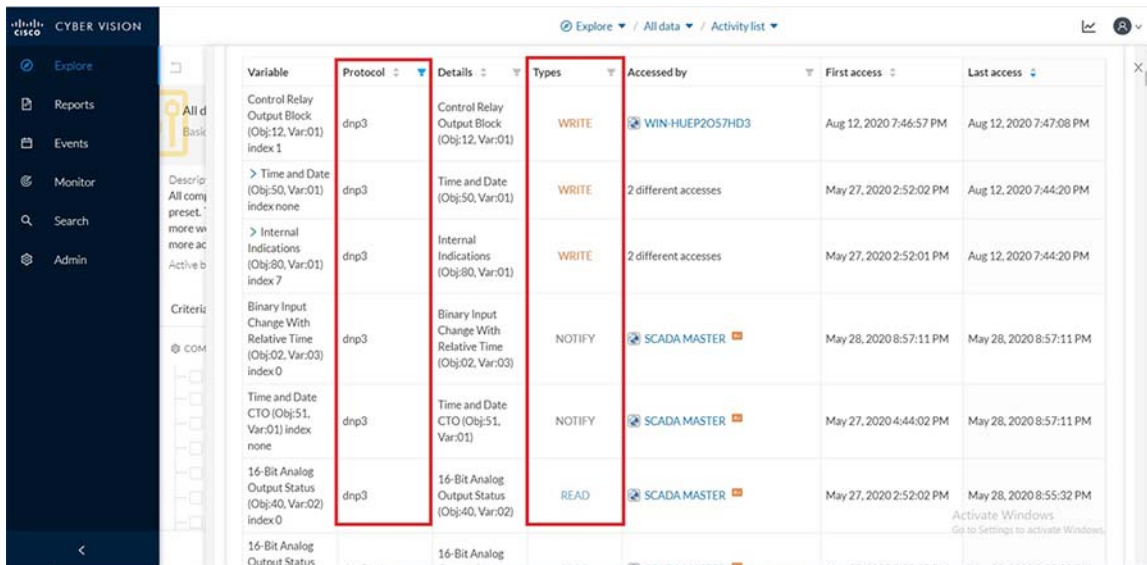 CISCO CYBER VISION
Explore / All data / Activity list
Explore
Reports
Events
Monitor
Search
Admin
All d
Basic
Descrip
All comp
preset.
more we
more ac
Active b
Criteria
COM
Variable Protocol Details Types Accessed by First access Last access
Control Relay
Output Block
(Obj:12, Var:01)
index 1
dnp3
Control Relay
Output Block
(Obj:12, Var:01)
WRITE
WIN-HUEP2O57HD3
Aug 12, 2020 7:46:57 PM
Aug 12, 2020 7:47:08 PM
> Time and Date
(Obj:50, Var:01)
index none
dnp3
Time and Date
(Obj:50, Var:01)
WRITE
2 different accesses
May 27, 2020 2:52:02 PM
Aug 12, 2020 7:44:20 PM
> Internal
Indications
(Obj:80, Var:01)
index 7
dnp3
Internal
Indications
(Obj:80, Var:01)
WRITE
2 different accesses
May 27, 2020 2:52:01 PM
Aug 12, 2020 7:44:20 PM
Binary Input
Change With
Relative Time
(Obj:02, Var:03)
index 0
dnp3
Binary Input
Change With
Relative Time
(Obj:02, Var:03)
NOTIFY
SCADA MASTER
May 28, 2020 8:57:11 PM
May 28, 2020 8:57:11 PM
Time and Date
CTO (Obj:51,
Var:01) index
none
dnp3
Time and Date
CTO (Obj:51,
Var:01)
NOTIFY
SCADA MASTER
May 27, 2020 4:44:02 PM
May 28, 2020 8:57:11 PM
16-Bit Analog
Output Status
(Obj:40, Var:02)
index 0
dnp3
16-Bit Analog
Output Status
(Obj:40, Var:02)
READ
SCADA MASTER
May 27, 2020 2:52:02 PM
May 28, 2020 8:55:32 PM
Activate Windows
Go to Settings to activate Windows.
16-Bit Analog
Output Status
16-Bit Analog